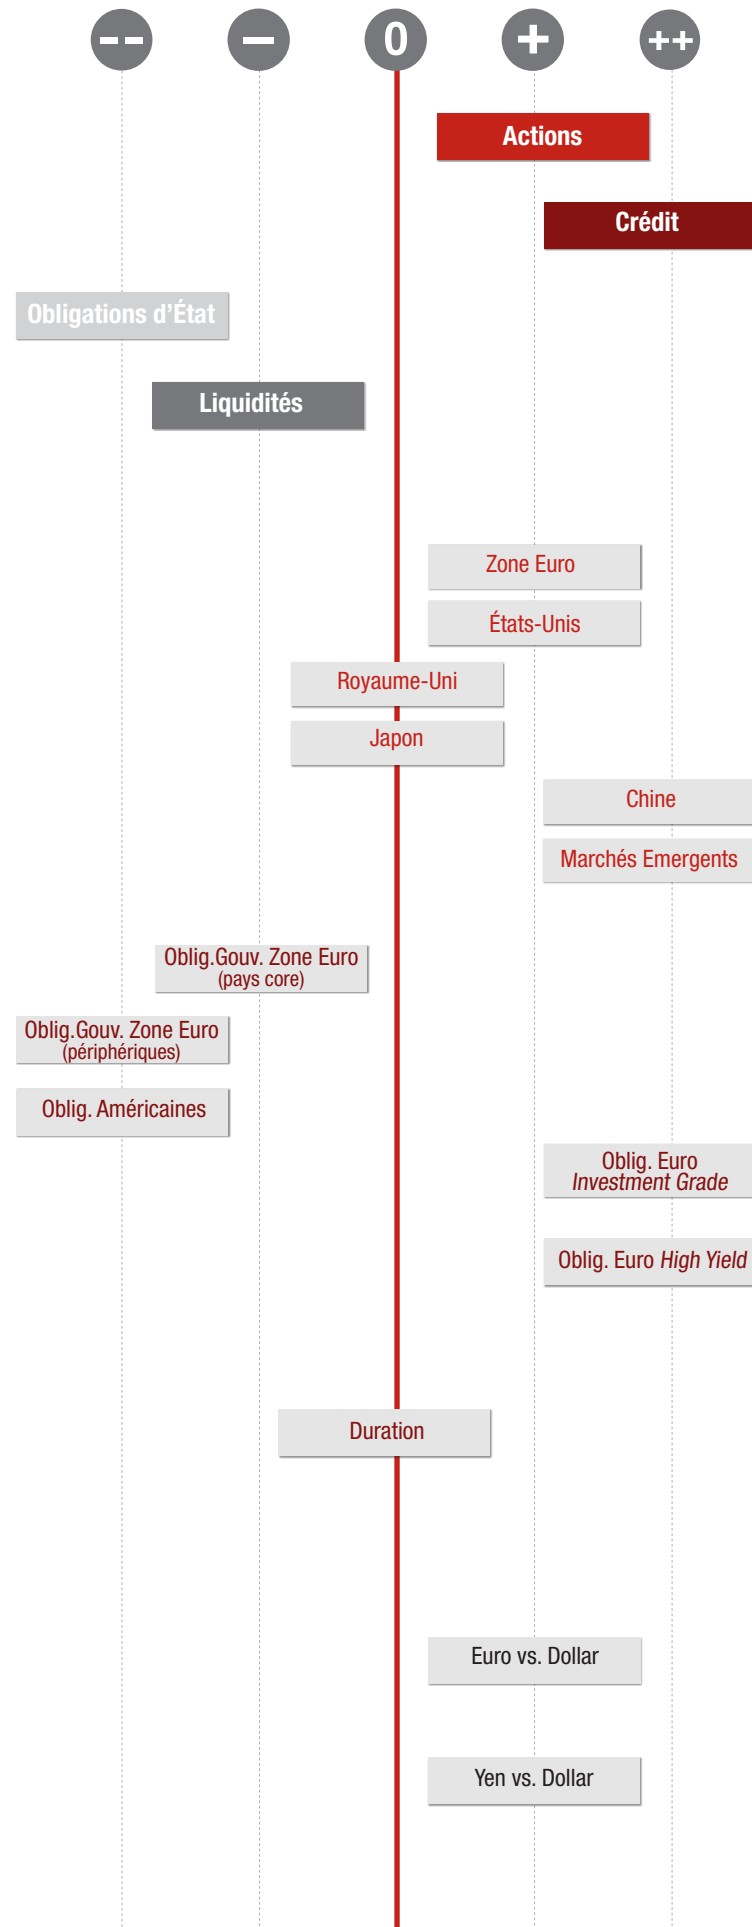 -- - 0 + ++
Actions
Crédit
Obligations d’État
Liquidités
Zone Euro
États-Unis
Royaume-Uni
Japon
Chine
Marchés Emergents
Oblig.Gouv. Zone Euro
(pays core)
Oblig.Gouv. Zone Euro
(périphériques)
Oblig. Américaines
Oblig. Euro
Investment Grade
Oblig. Euro High Yield
Duration
Euro vs. Dollar
Yen vs. Dollar